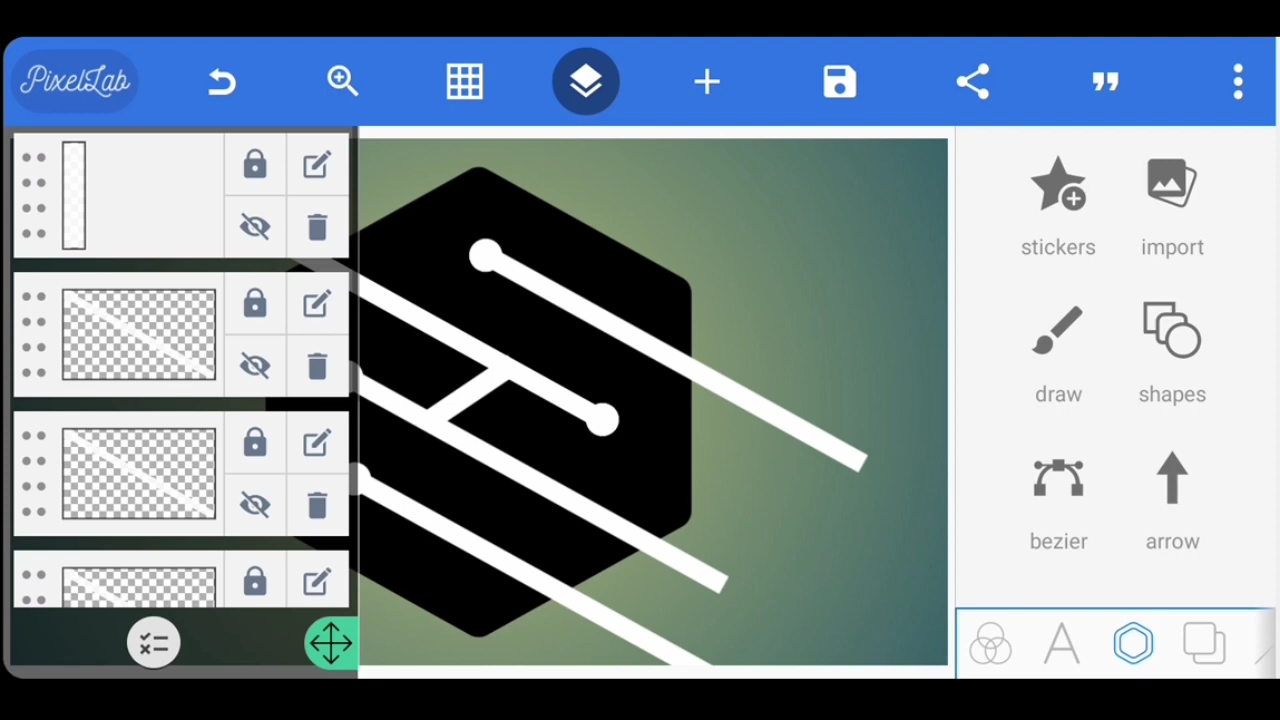 PixelLab
stickers
import
draw
shapes
bezier
arrow